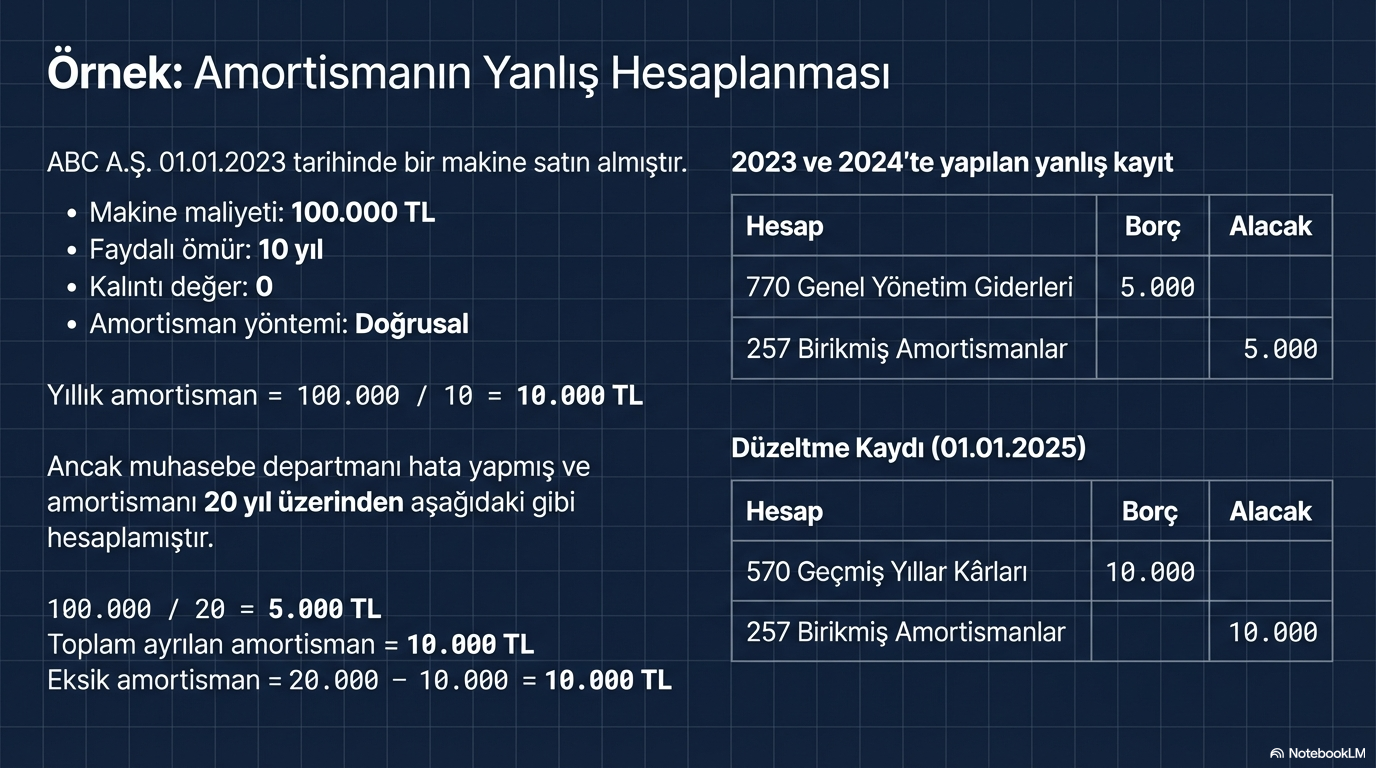 Örnek: Amortismanın Yanlış Hesaplanması
ABC A.Ş. 01.01.2023 tarihinde bir makine satın almıştır.
• Makine maliyeti: 100.000 TL
• Faydalı ömür: 10 yıl
• Kalıntı değer: 0
• Amortisman yöntemi: Doğrusal
Yıllık amortisman = 100.000 / 10 = 10.000 TL
Ancak muhasebe departmanı hata yapmış ve
amortismanı 20 yıl üzerinden aşağıdaki gibi
hesaplamıştır.
100.000 / 20 = 5.000 TL
Toplam ayrılan amortisman = 10.000 TL
Eksik amortisman = 20.000 − 10.000 = 10.000 TL
2023 ve 2024'te yapılan yanlış kayıt
Hesap Borç Alacak
770 Genel Yönetim Giderleri 5.000
257 Birikmiş Amortismanlar 5.000
Düzeltme Kaydı (01.01.2025)
Hesap Borç Alacak
570 Geçmiş Yıllar Kârları 10.000
257 Birikmiş Amortismanlar 10.000
NotebookLM